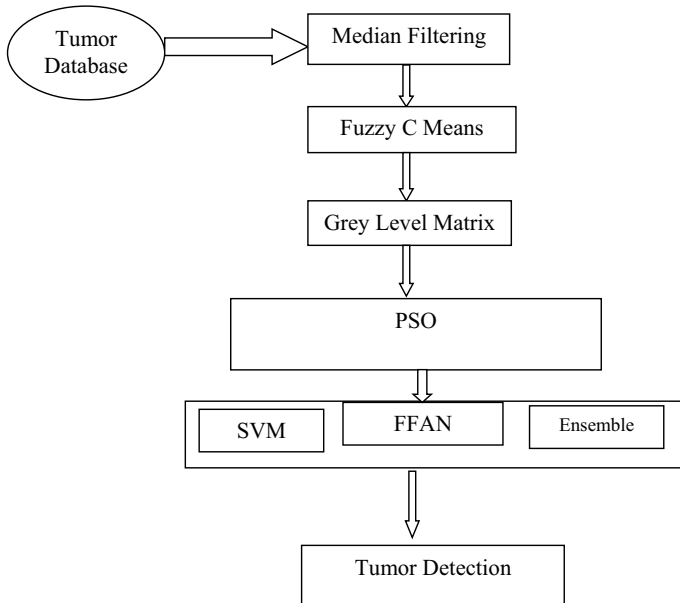 Tumor
Database
Median Filtering
Fuzzy C Means
Grey Level Matrix
PSO
SVM
FFAN
Ensemble
Tumor Detection